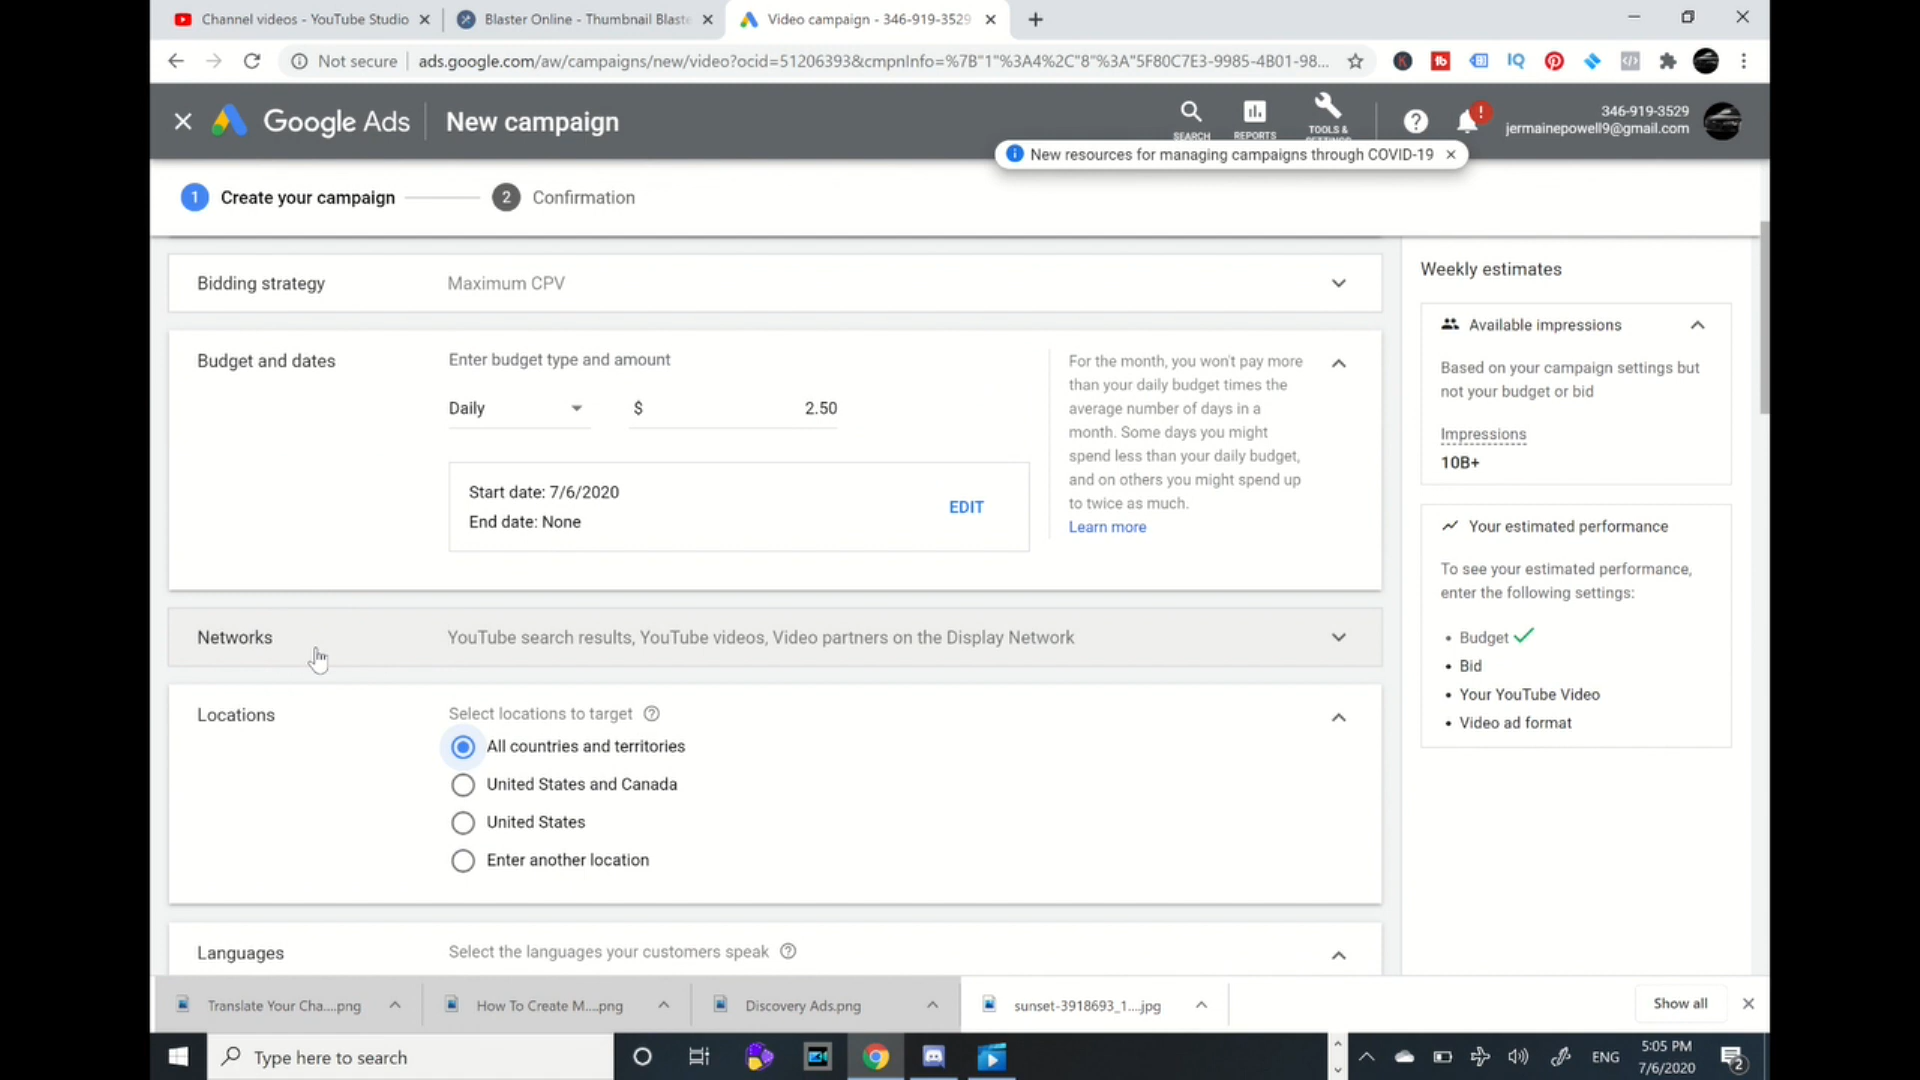 Channel videos - YouTube Studio
Blaster Online - Thumbnail Blaste
Video campaign - 346-919-3529
Not secure
ads.google.com/aw/campaigns/new/video?ocid=51206393&cmpnInfo=%7B"1"%3A4%2C"8"%3A"5F80C7E3-9985-4B01-98...
Google Ads
New campaign
SEARCH
REPORTS
TOOLS &
SETTINGS
346-919-3529
jermainepowell9@gmail.com
New resources for managing campaigns through COVID-19
1 Create your campaign
2 Confirmation
Bidding strategy
Maximum CPV
Budget and dates
Enter budget type and amount
Daily
$ 2.50
Start date: 7/6/2020
End date: None
EDIT
For the month, you won't pay more
than your daily budget times the
average number of days in a
month. Some days you might
spend less than your daily budget,
and on others you might spend up
to twice as much.
Learn more
Networks
YouTube search results, YouTube videos, Video partners on the Display Network
Locations
Select locations to target
All countries and territories
United States and Canada
United States
Enter another location
Languages
Select the languages your customers speak
Weekly estimates
Available impressions
Based on your campaign settings but
not your budget or bid
Impressions
10B+
Your estimated performance
To see your estimated performance,
enter the following settings:
• Budget
• Bid
• Your YouTube Video
• Video ad format
Translate Your Cha....png
How To Create M....png
Discovery Ads.png
sunset-3918693_1....jpg
Show all
Type here to search
ENG
5:05 PM
7/6/2020
2